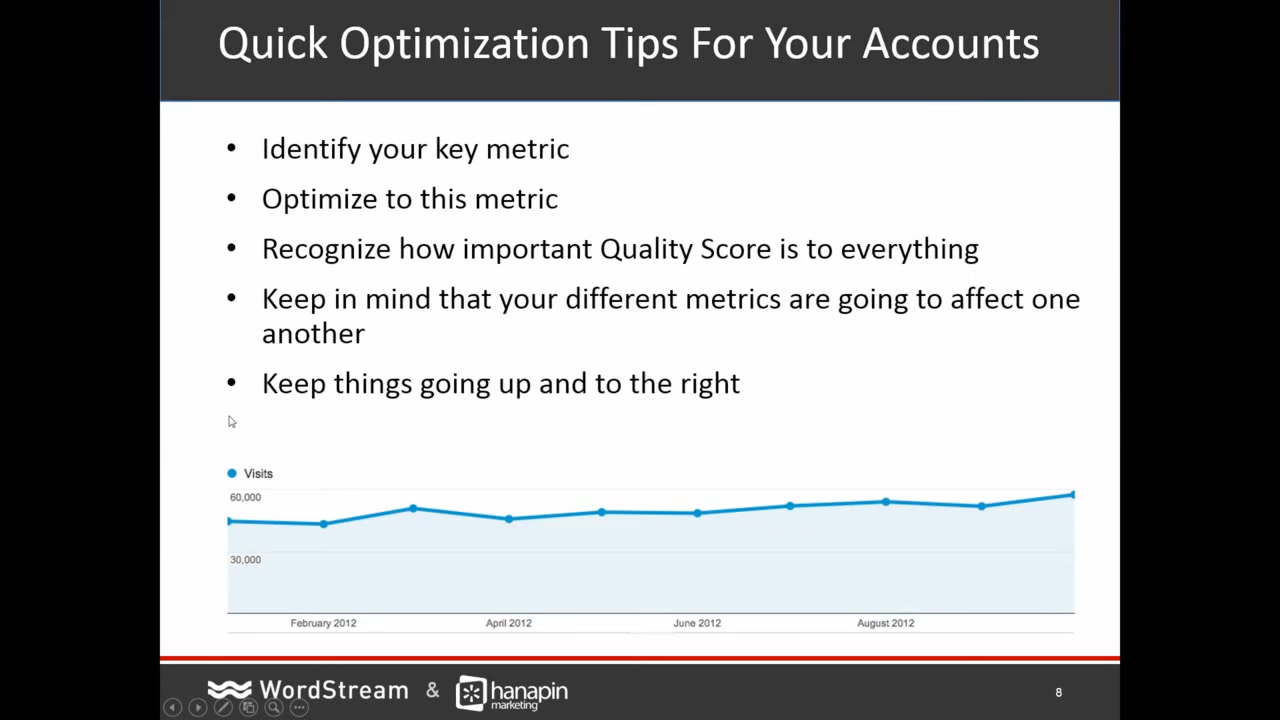 Quick Optimization Tips For Your Accounts
• Identify your key metric
• Optimize to this metric
• Recognize how important Quality Score is to everything
• Keep in mind that your different metrics are going to affect one
another
• Keep things going up and to the right
Visits
60,000
30,000
February 2012 April 2012 June 2012 August 2012
WordStream & hanapin marketing 8